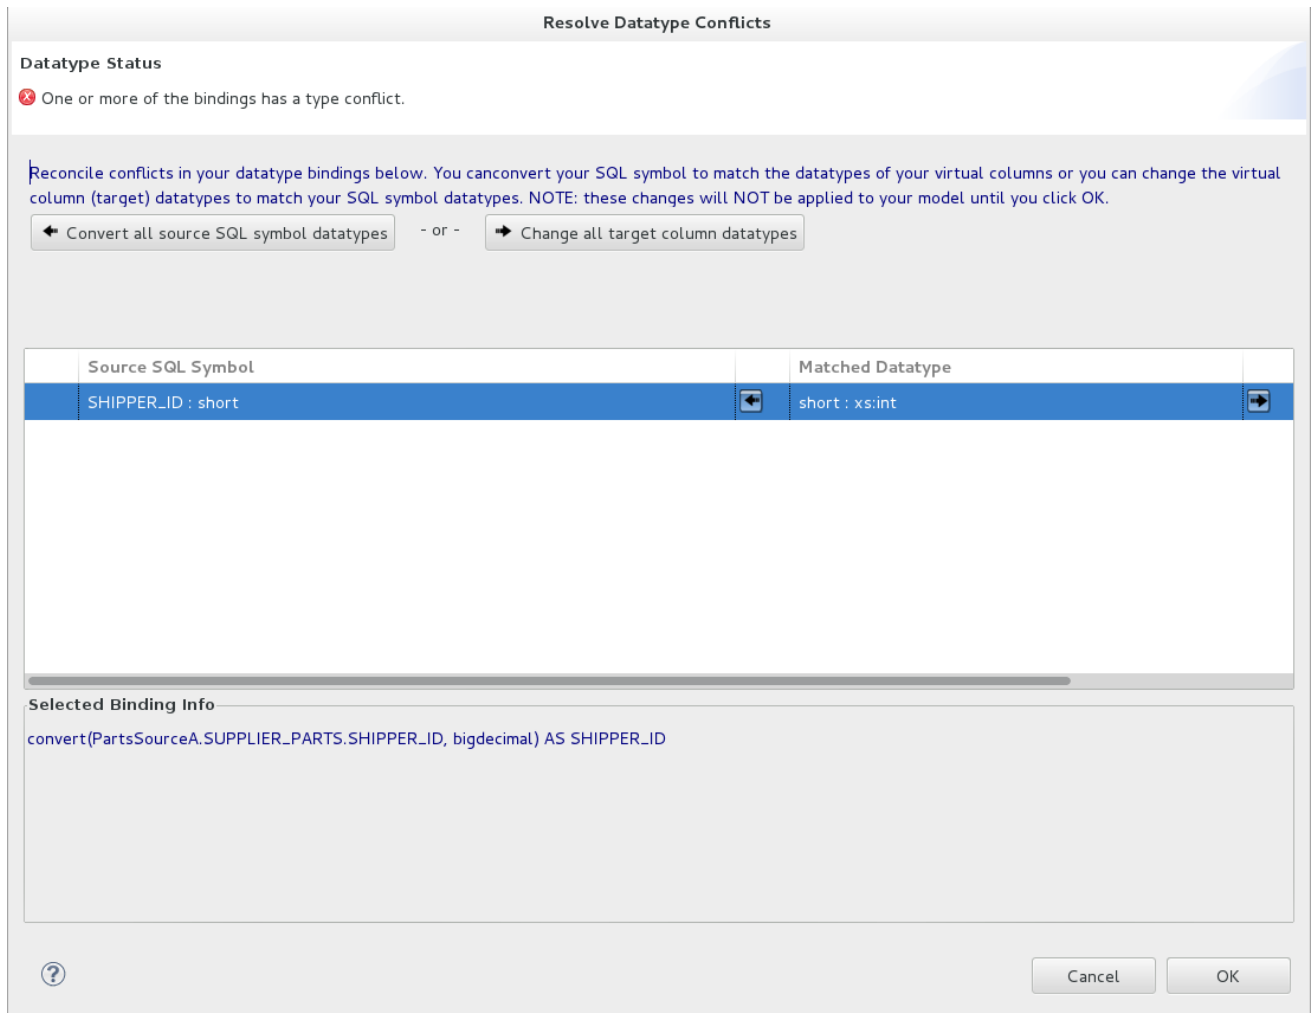 Resolve Datatype Conflicts
Datatype Status
One or more of the bindings has a type conflict.
Reconcile conflicts in your datatype bindings below. You canconvert your SQL symbol to match the datatypes of your virtual columns or you can change the virtual
column (target) datatypes to match your SQL symbol datatypes. NOTE: these changes will NOT be applied to your model until you click OK.
Convert all source SQL symbol datatypes - or - Change all target column datatypes
Source SQL Symbol Matched Datatype
SHIPPER_ID : short short : xs:int
Selected Binding Info
convert(PartsSourceA.SUPPLIER_PARTS.SHIPPER_ID, bigdecimal) AS SHIPPER_ID
? Cancel OK